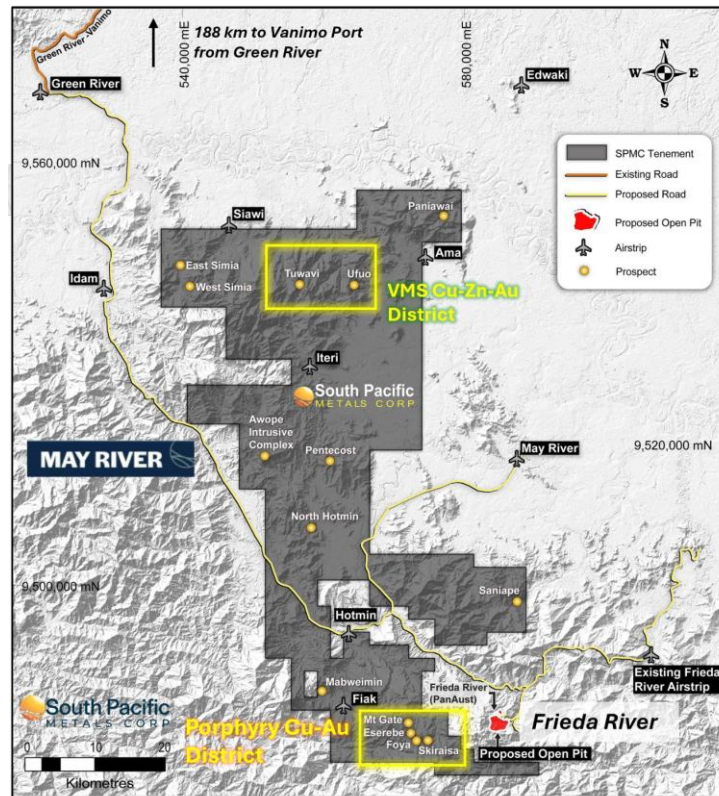 188 km to Vanimo Port
from Green River
Green River -Vanimo
540,000 mE
580,000 mE
N
W E
S
Green River
Edwaki
9,560,000 mN
SPMC Tenement
Existing Road
Proposed Road
Proposed Open Pit
Airstrip
Prospect
Paniawai
Siawi
Ama
East Simia
West Simia
Tuwavi
Ufuo
Idam
VMS Cu-Zn-Au
District
Iteri
South Pacific
METALS CORP
Awope
Intrusive
Complex
Pentecost
MAY RIVER
9,520,000 mN
May River
North Hotmin
9,500,000 mN
Saniape
Hotmin
Existing Frieda
River Airstrip
Mabweimin
Fiak
South Pacific
METALS CORP
Porphyry Cu-Au
District
Mt Gate
Eserebe
Foya
Skiraisa
Frieda River
(PanAust)
Frieda River
Proposed Open Pit
0 10 20
Kilometres